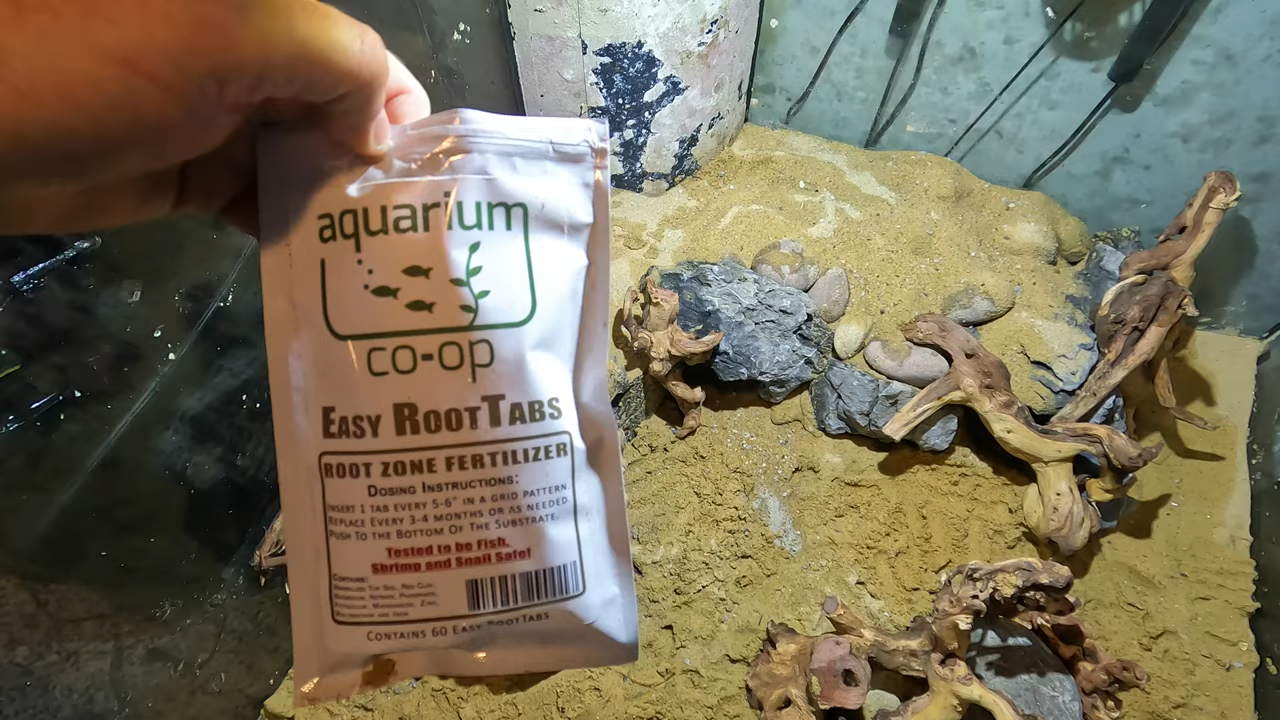 aquarium
co-op
EASY ROOTTABS
ROOT ZONE FERTILIZER
DOSING INSTRUCTIONS:
INSERT 1 TAB EVERY 5-6" IN A GRID PATTERN.
REPLACE EVERY 3-4 MONTHS OR AS NEEDED.
PUSH TO THE BOTTOM OF THE SUBSTRATE.
Tested to be Fish,
Shrimp and Snail Safe!
CONTAINS:
CONTAINS 60 EASY ROOTTABS